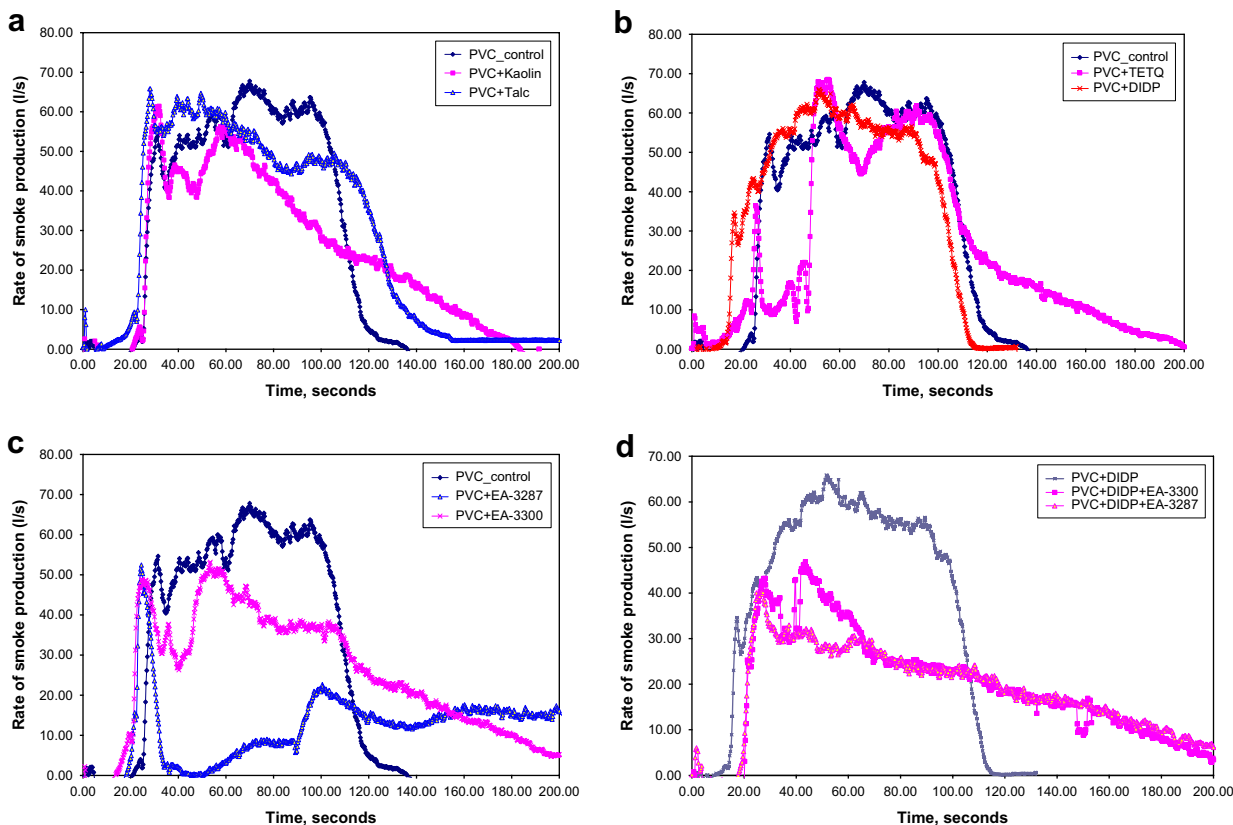 a
Rate of smoke production (l/s)
80.00
70.00
60.00
50.00
40.00
30.00
20.00
10.00
0.00
PVC_control
PVC+Kaolin
PVC+Talc
0.00 20.00 40.00 60.00 80.00 100.00 120.00 140.00 160.00 180.00 200.00
Time, seconds
b
Rate of smoke production (l/s)
80.00
70.00
60.00
50.00
40.00
30.00
20.00
10.00
0.00
PVC_control
PVC+TETQ
PVC+DIDP
0.00 20.00 40.00 60.00 80.00 100.00 120.00 140.00 160.00 180.00 200.00
Time, seconds
c
Rate of smoke production (l/s)
80.00
70.00
60.00
50.00
40.00
30.00
20.00
10.00
0.00
PVC_control
PVC+EA-3287
PVC+EA-3300
0.00 20.00 40.00 60.00 80.00 100.00 120.00 140.00 160.00 180.00 200.00
Time, seconds
d
Rate of smoke production (l/s)
70.00
60.00
50.00
40.00
30.00
20.00
10.00
0.00
PVC+DIDP
PVC+DIDP+EA-3300
PVC+DIDP+EA-3287
0.00 20.00 40.00 60.00 80.00 100.00 120.00 140.00 160.00 180.00 200.00
Time, seconds